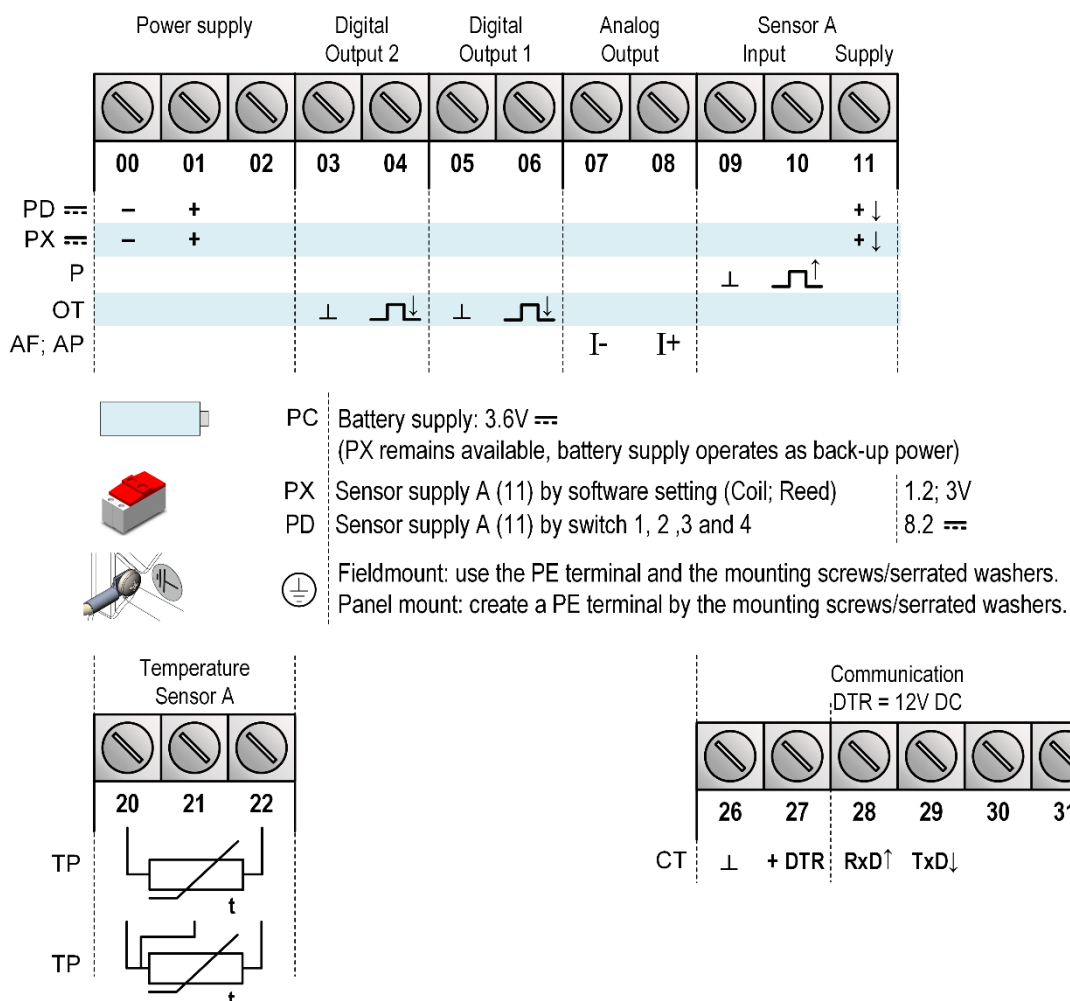 Power supply Digital Digital Analog Sensor A
Output 2 Output 1 Output Input Supply
00 01 02 03 04 05 06 07 08 09 10 11
PD ⎓ – + + ↓
PX ⎓ – + + ↓
P ⊥ ↑
OT ⊥ ↓ ⊥ ↓
AF; AP I- I+
PC Battery supply: 3.6V ⎓
(PX remains available, battery supply operates as back-up power)
PX Sensor supply A (11) by software setting (Coil; Reed) 1.2; 3V
PD Sensor supply A (11) by switch 1, 2 ,3 and 4 8.2 ⎓
Fieldmount: use the PE terminal and the mounting screws/serrated washers.
Panel mount: create a PE terminal by the mounting screws/serrated washers.
Temperature
Sensor A
20 21 22
TP
t
TP
t
Communication
DTR = 12V DC
26 27 28 29 30 31
CT ⊥ + DTR RxD↑ TxD↓